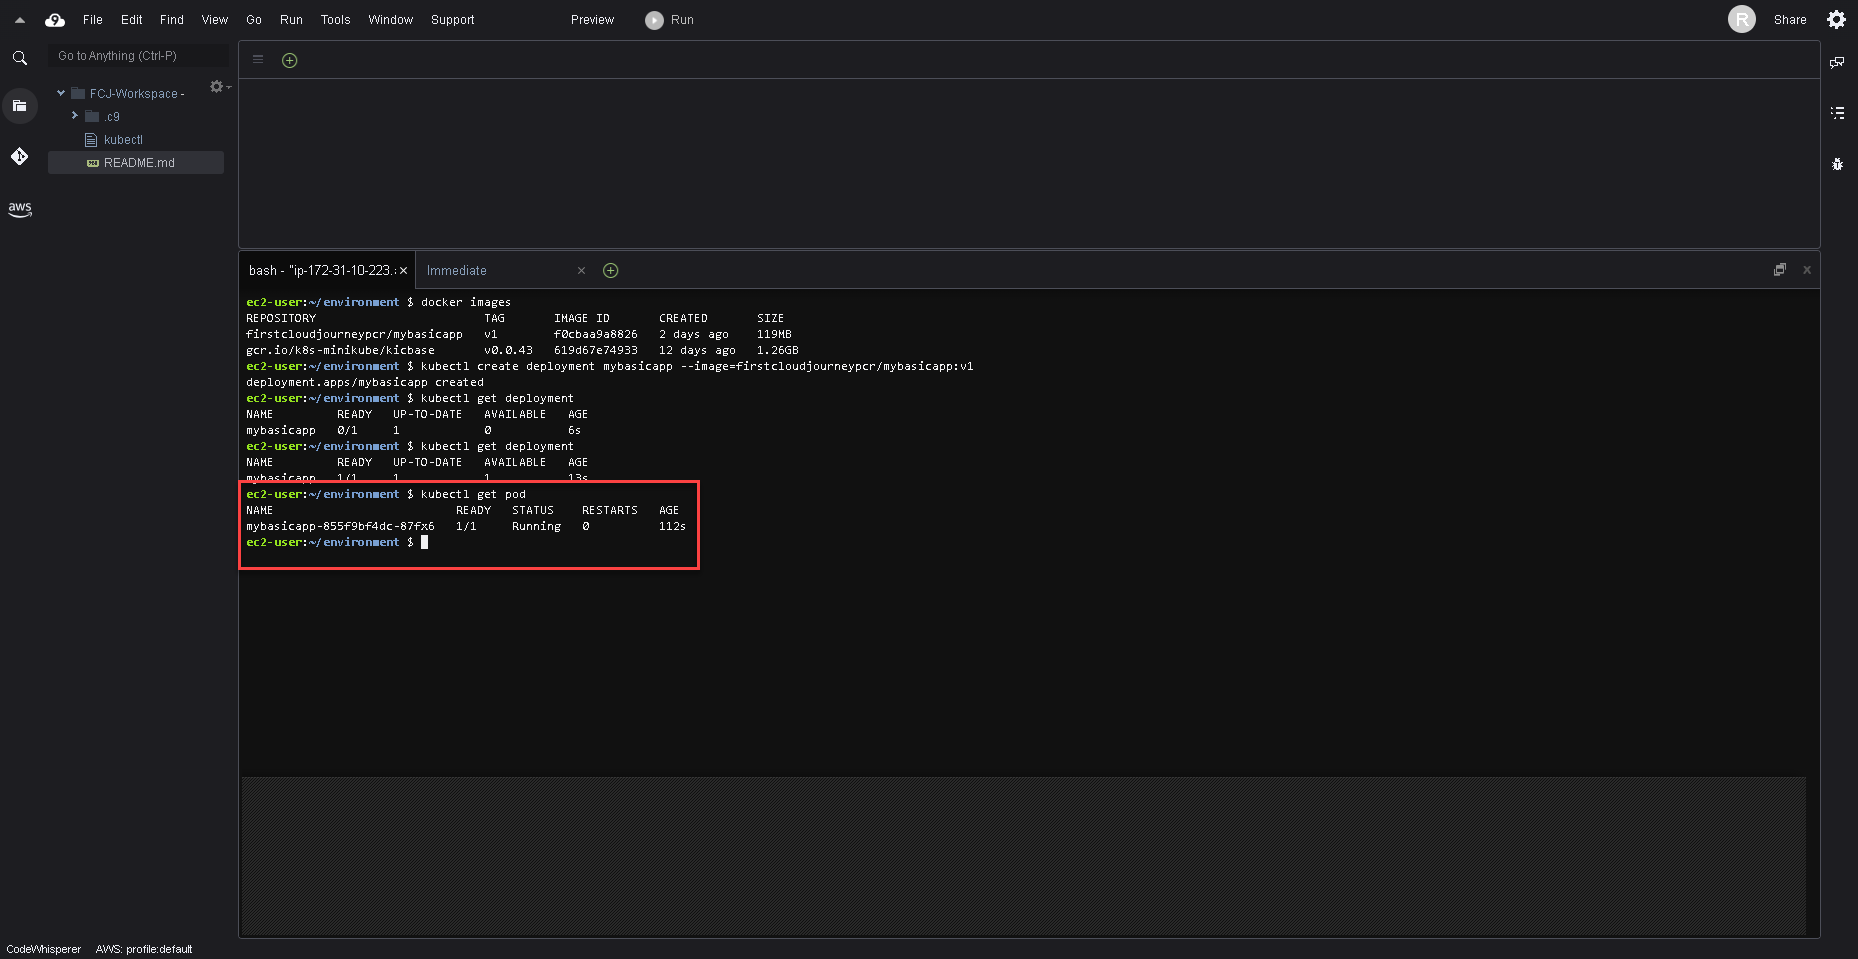 File Edit Find View Go Run Tools Window Support Preview Run R Share
Go to Anything (Ctrl-P)
FCJ-Workspace -
.c9
kubectl
README.md
aws
bash - "ip-172-31-10-223.
Immediate
ec2-user:~/environment $ docker images
REPOSITORY TAG IMAGE ID CREATED SIZE
firstcloudjourneypcr/mybasicapp v1 f0cbaa9a8826 2 days ago 119MB
gcr.io/k8s-minikube/kicbase v0.0.43 619d67e74933 12 days ago 1.26GB
ec2-user:~/environment $ kubectl create deployment mybasicapp --image=firstcloudjourneypcr/mybasicapp:v1
deployment.apps/mybasicapp created
ec2-user:~/environment $ kubectl get deployment
NAME READY UP-TO-DATE AVAILABLE AGE
mybasicapp 0/1 1 0 6s
ec2-user:~/environment $ kubectl get deployment
NAME READY UP-TO-DATE AVAILABLE AGE
mybasicapp 1/1 1 1 13s
ec2-user:~/environment $ kubectl get pod
NAME READY STATUS RESTARTS AGE
mybasicapp-855f9bf4dc-87fx6 1/1 Running 0 112s
ec2-user:~/environment $
CodeWhisperer AWS: profile:default